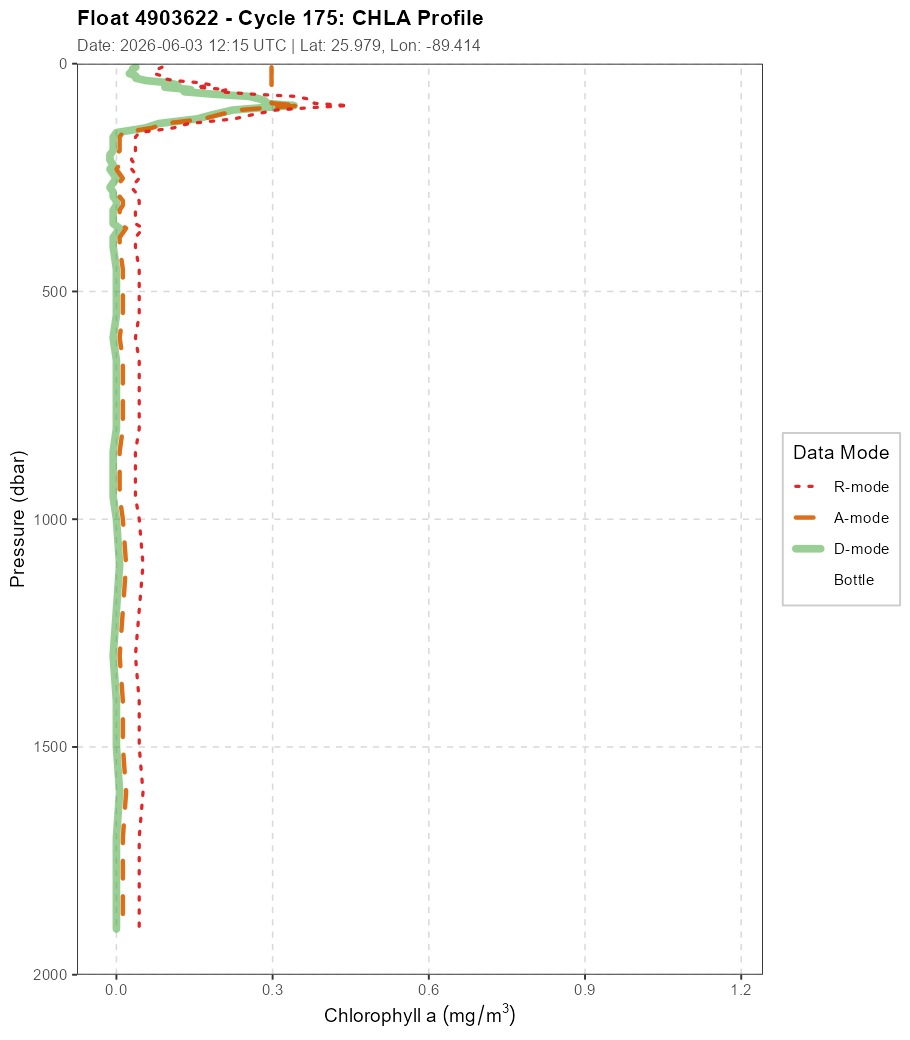 Float 4903622 - Cycle 175: CHLA Profile
Date: 2026-06-03 12:15 UTC | Lat: 25.979, Lon: -89.414
0
500
1000
1500
2000
Pressure (dbar)
0.0
0.3
0.6
0.9
1.2
Chlorophyll a (mg/m³)
Data Mode
R-mode
A-mode
D-mode
Bottle